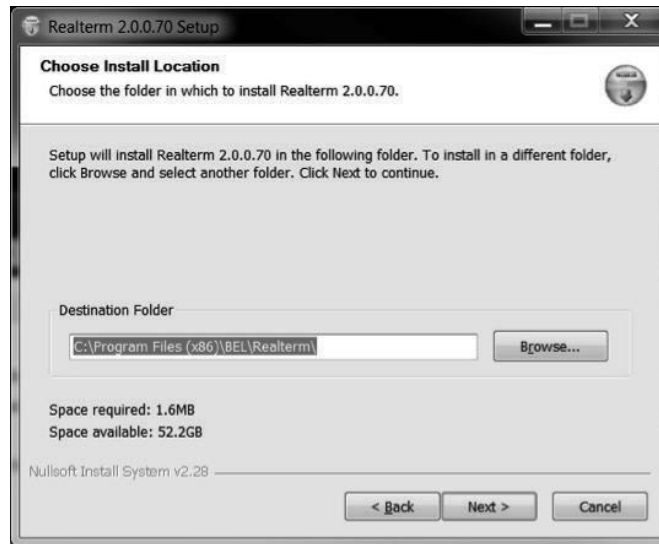 Realterm 2.0.0.70 Setup
Choose Install Location
Choose the folder in which to install Realterm 2.0.0.70.
Setup will install Realterm 2.0.0.70 in the following folder. To install in a different folder,
click Browse and select another folder. Click Next to continue.
Destination Folder
C:\Program Files (x86)\BEL\Realterm\
Browse...
Space required: 1.6MB
Space available: 52.2GB
Nullsoft Install System v2.28
< Back
Next >
Cancel